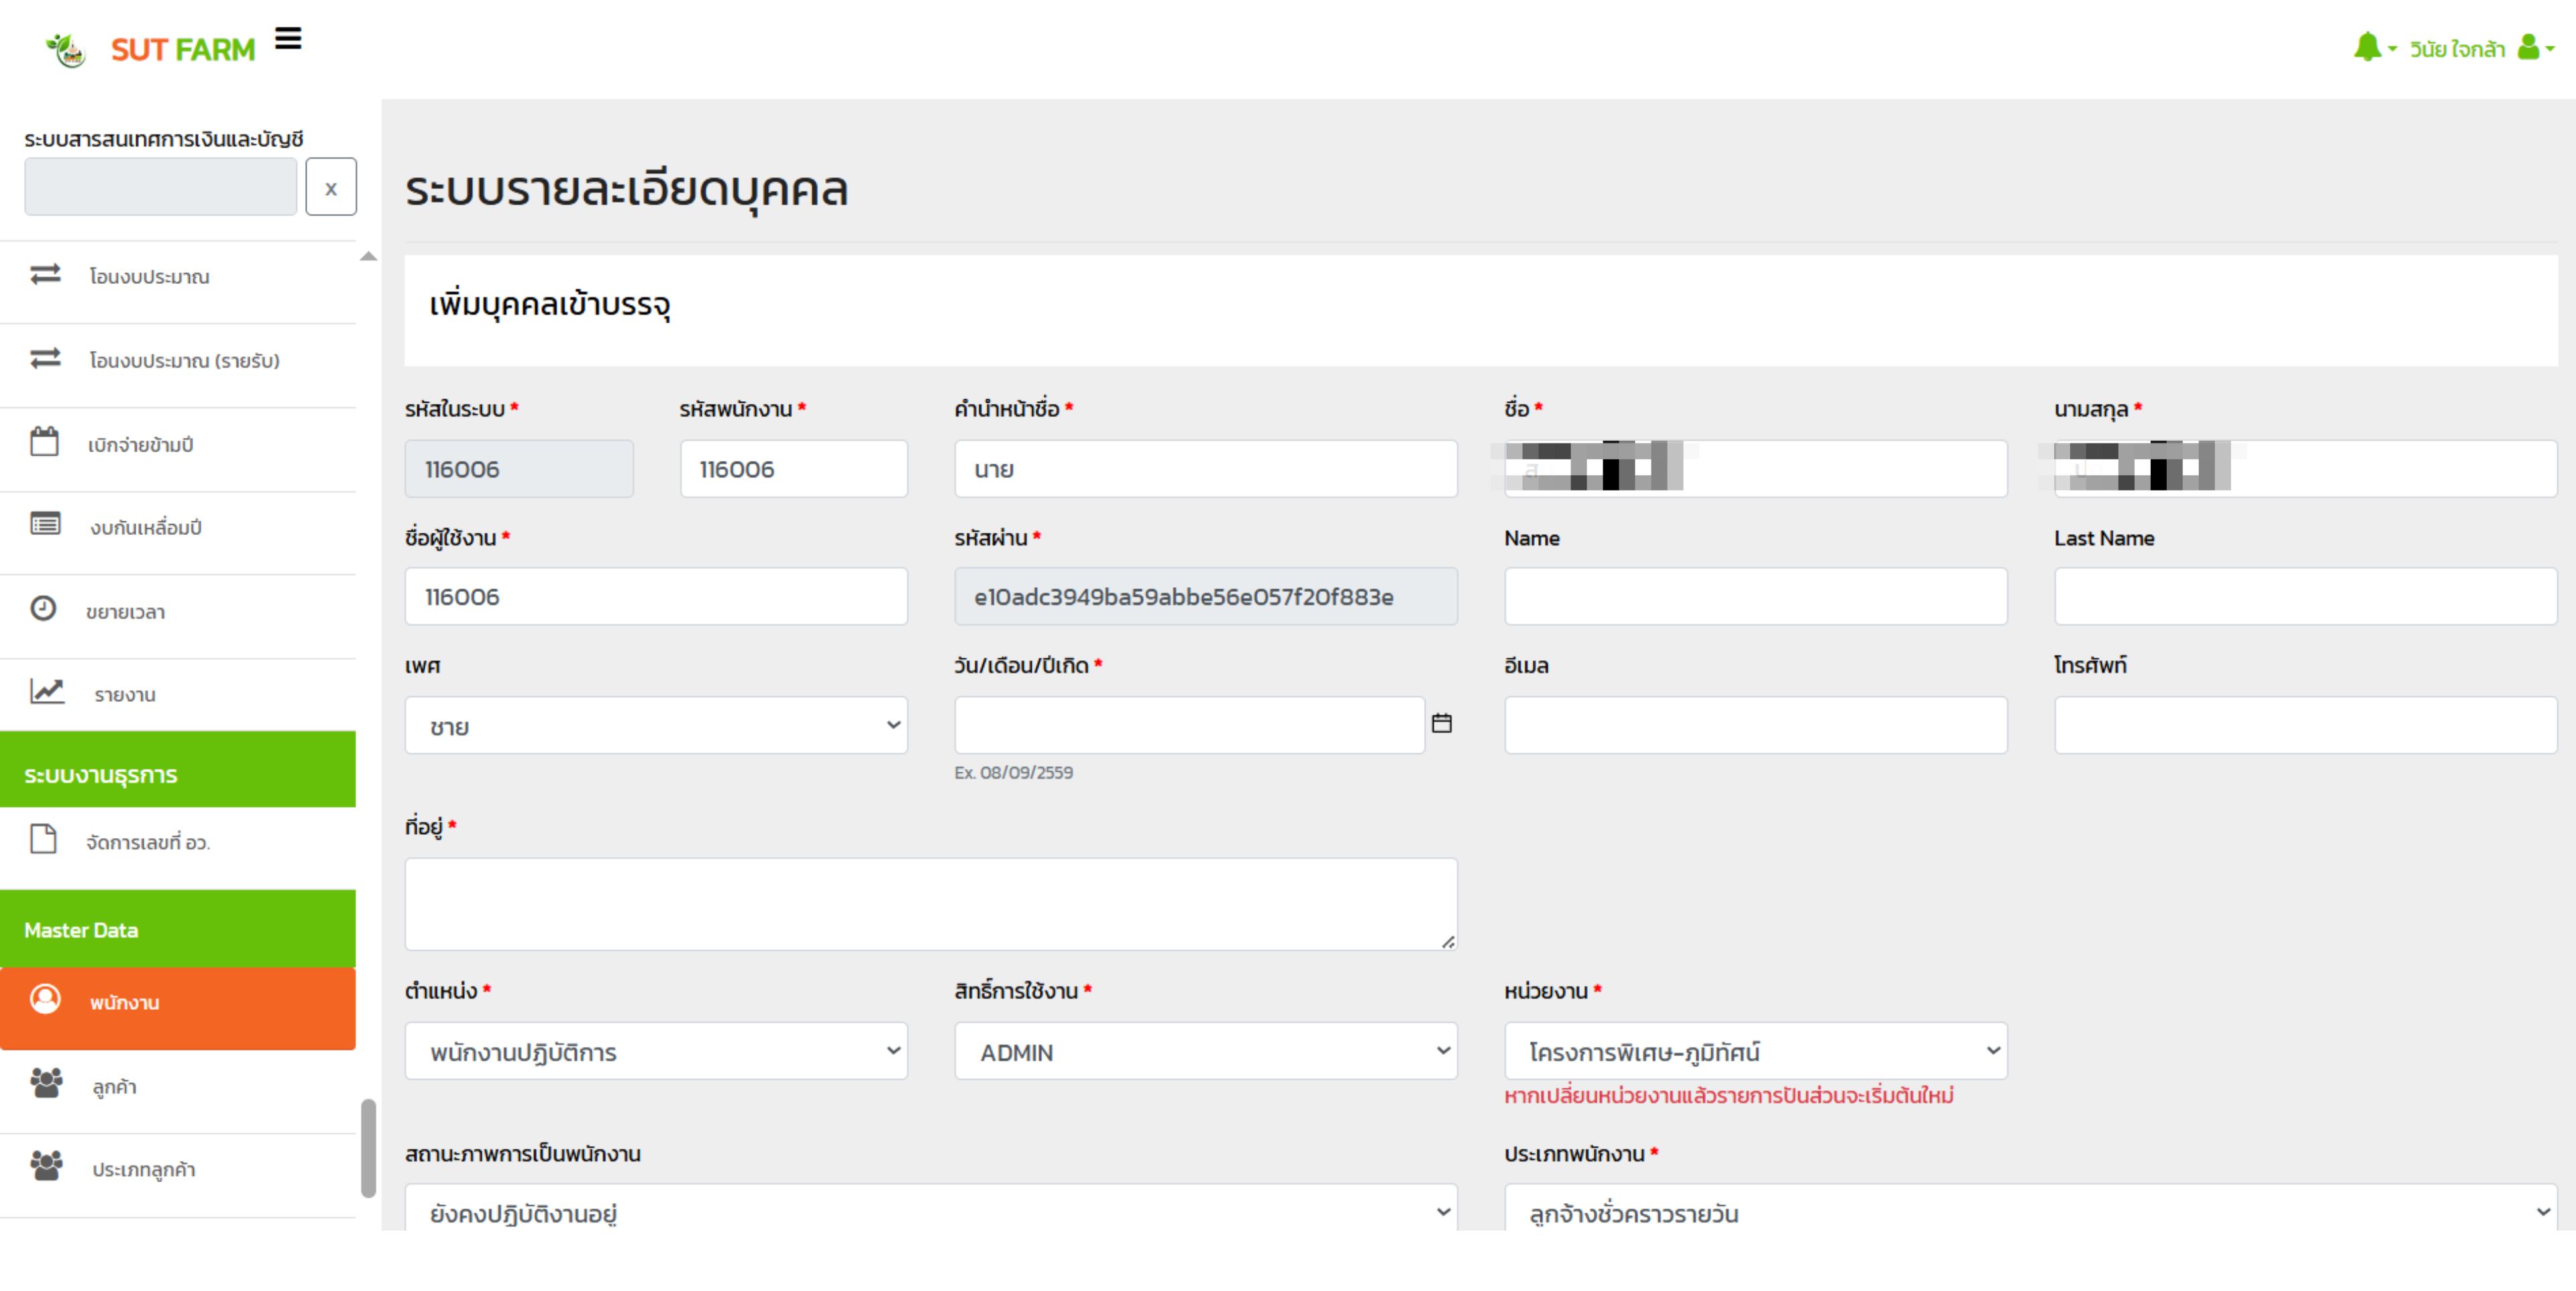 SUT FARM
วินัย ใจกล้า
ระบบสารสนเทศการเงินและบัญชี
x
โอนงบประมาณ
โอนงบประมาณ (รายรับ)
เบิกจ่ายข้ามปี
งบกันเหลื่อมปี
ขยายเวลา
รายงาน
ระบบงานธุรการ
จัดการเลขที่ อว.
Master Data
พนักงาน
ลูกค้า
ประเภทลูกค้า
ระบบรายละเอียดบุคคล
เพิ่มบุคคลเข้าบรรจุ
รหัสในระบบ * รหัสพนักงาน * คำนำหน้าชื่อ * ชื่อ * นามสกุล *
116006 116006 นาย
ชื่อผู้ใช้งาน * รหัสผ่าน * Name Last Name
116006 e10adc3949ba59abbe56e057f20f883e
เพศ วัน/เดือน/ปีเกิด * อีเมล โทรศัพท์
ชาย
Ex. 08/09/2559
ที่อยู่ *
ตำแหน่ง * สิทธิ์การใช้งาน * หน่วยงาน *
พนักงานปฏิบัติการ ADMIN โครงการพิเศษ-ภูมิทัศน์
หากเปลี่ยนหน่วยงานแล้วรายการปันส่วนจะเริ่มต้นใหม่
สถานะภาพการเป็นพนักงาน ประเภทพนักงาน *
ยังคงปฏิบัติงานอยู่ ลูกจ้างชั่วคราวรายวัน